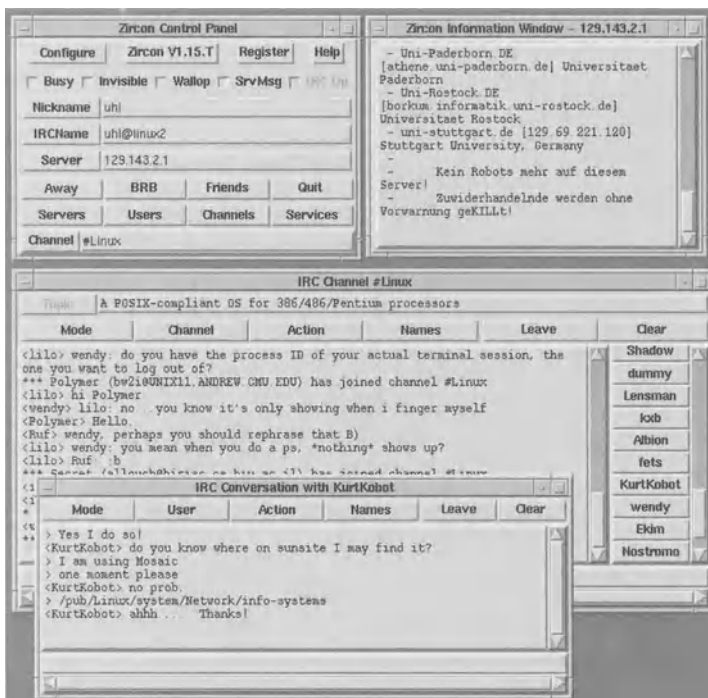 Zircon Control Panel
Configure Zircon V1.15.T Register Help
Busy Invisible Wallop SrvMsg IRC Op
Nickname uhl
IRCName uhl@linux2
Server 129.143.2.1
Away BRB Friends Quit
Servers Users Channels Services
Channel #Linux
Zircon Information Window - 129.143.2.1
- Uni-Paderborn.DE
[athene.uni-paderborn.de] Universitaet
Paderborn
- Uni-Rostock.DE
[borkum.informatik.uni-rostock.de]
Universitaet Rostock
- uni-stuttgart.de [129.69.221.120]
Stuttgart University, Germany
-
- Kein Robots mehr auf diesem
Server!
- Zuwiderhandelnde werden ohne
Vorwarnung geKILLt!
IRC Channel #Linux
Topic A POSIX-compliant OS for 386/486/Pentium processors
Mode Channel Action Names Leave Clear
<lilo> wendy: do you have the process ID of your actual terminal session, the
one you want to log out of?
*** Polymer (bw2i@UNIX11.ANDREW.CMU.EDU) has joined channel #Linux
<lilo> hi Polymer
<wendy> lilo: no...you know it's only showing when i finger myself
<Polymer> Hello.
<Ruf> wendy, perhaps you should rephrase that B)
<lilo> wendy: you mean when you do a ps, *nothing* shows up?
<lilo> Ruf: :b
*** Secret has joined channel #Linux
Shadow
dummy
Lensman
kxb
Albion
fets
KurtKobot
wendy
Ekim
Nostromo
IRC Conversation with KurtKobot
Mode User Action Names Leave Clear
> Yes I do so!
<KurtKobot> do you know where on sunsite I may find it?
> I am using Mosaic
> one moment please
<KurtKobot> no prob.
> /pub/Linux/system/Network/info-systems
<KurtKobot> ahhh ... Thanks!